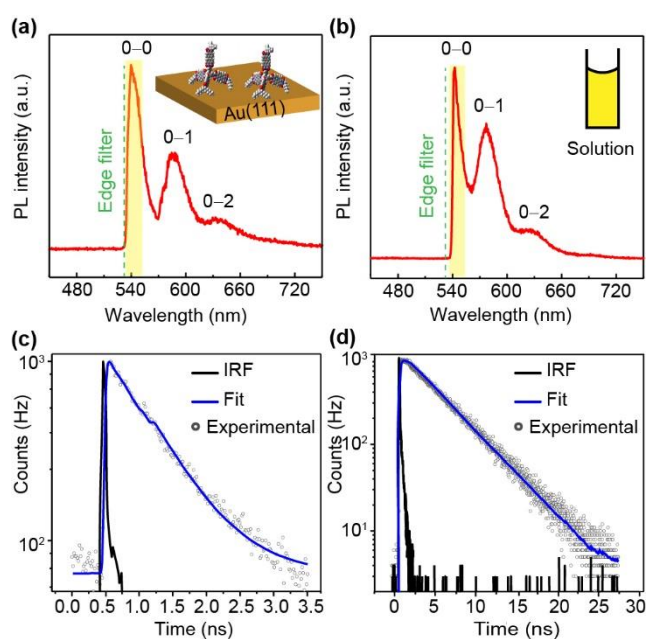 (a)
0–0
0–1
0–2
Au(111)
Edge filter
PL intensity (a.u.)
480 540 600 660 720
Wavelength (nm)
(b)
0–0
0–1
0–2
Solution
Edge filter
PL intensity (a.u.)
480 540 600 660 720
Wavelength (nm)
(c)
10³
10²
Counts (Hz)
IRF
Fit
Experimental
0.0 0.5 1.0 1.5 2.0 2.5 3.0 3.5
Time (ns)
(d)
10³
10²
10¹
Counts (Hz)
IRF
Fit
Experimental
0 5 10 15 20 25 30
Time (ns)